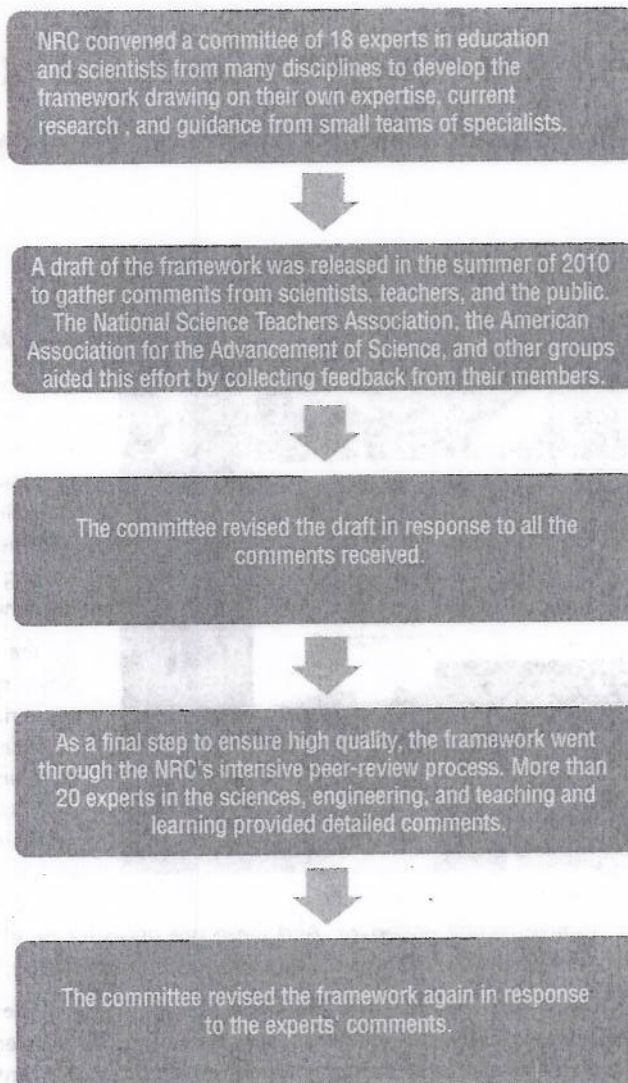 NRC convened a committee of 18 experts in education
and scientists from many disciplines to develop the
framework drawing on their own expertise, current
research , and guidance from small teams of specialists.
A draft of the framework was released in the summer of 2010
to gather comments from scientists, teachers, and the public.
The National Science Teachers Association, the American
Association for the Advancement of Science, and other groups
aided this effort by collecting feedback from their members.
The committee revised the draft in response to all the
comments received.
As a final step to ensure high quality, the framework went
through the NRC's intensive peer-review process. More than
20 experts in the sciences, engineering, and teaching and
learning provided detailed comments.
The committee revised the framework again in response
to the experts' comments.